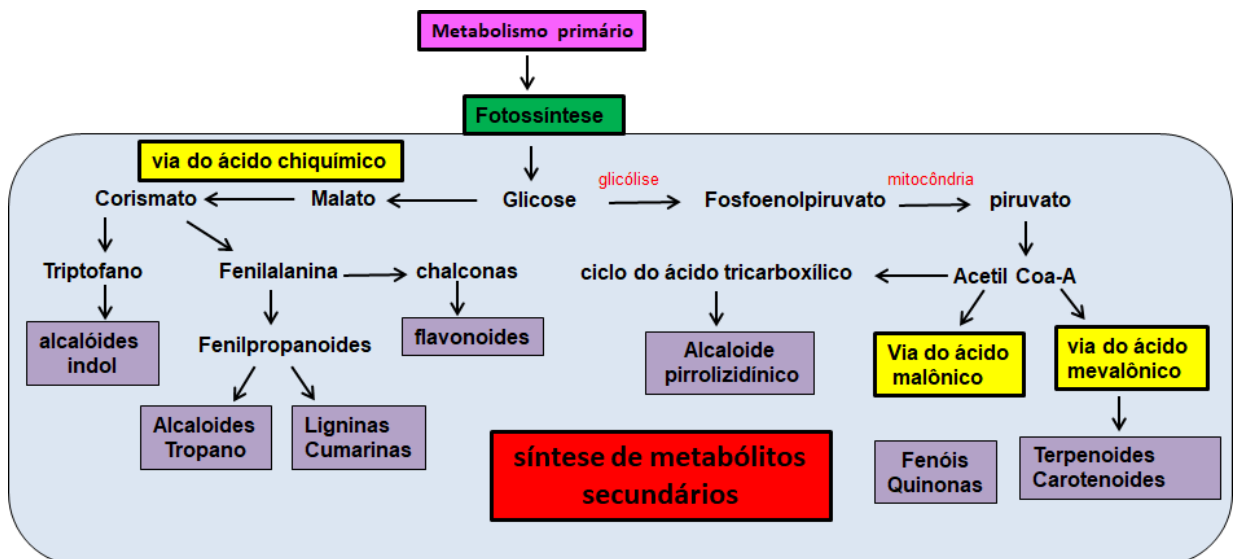 Metabolismo primário
Fotossíntese
via do ácido chiquímico
Corismato
Malato
Glicose
glicólise
Fosfoenolpiruvato
mitocôndria
piruvato
Triptofano
Fenilalanina
chalconas
ciclo do ácido tricarboxílico
Acetil Coa-A
alcalóides
indol
Fenilpropanoides
flavonoides
Alcaloide
pirrolizidínico
Via do ácido
malônico
via do ácido
mevalônico
Alcaloides
Tropano
Ligninas
Cumarinas
síntese de metabólitos
secundários
Fenóis
Quinonas
Terpenoides
Carotenoides